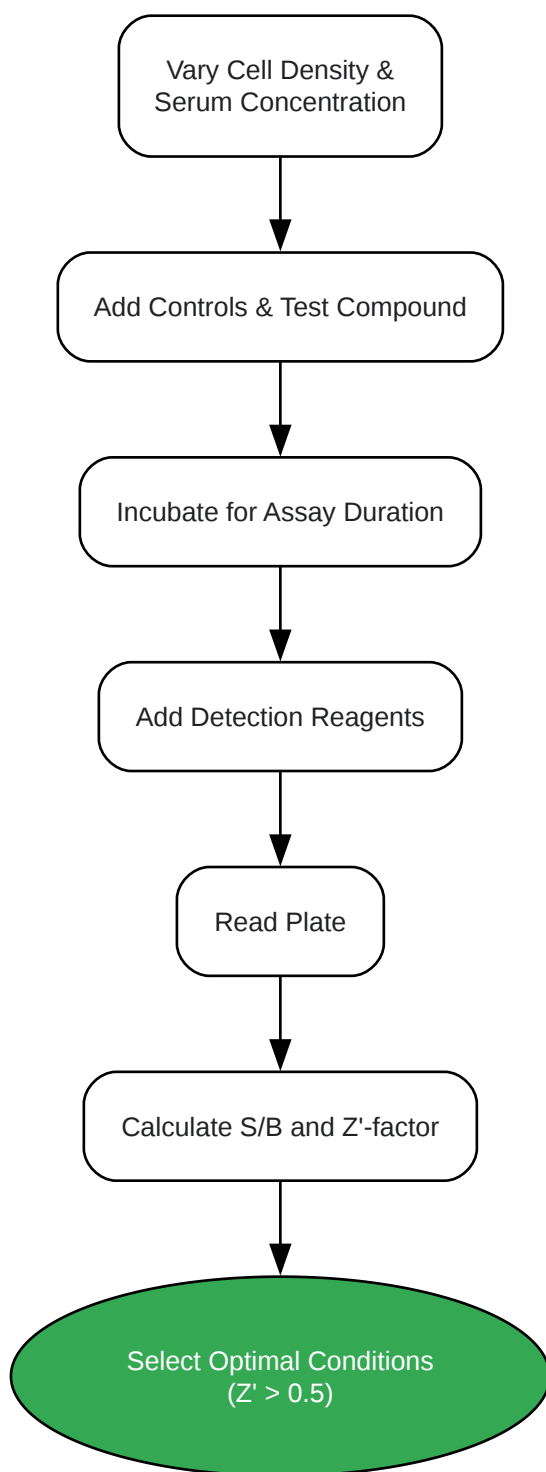 Vary Cell Density &
Serum Concentration
Add Controls & Test Compound
Incubate for Assay Duration
Add Detection Reagents
Read Plate
Calculate S/B and Z'-factor
Select Optimal Conditions
(Z' > 0.5)